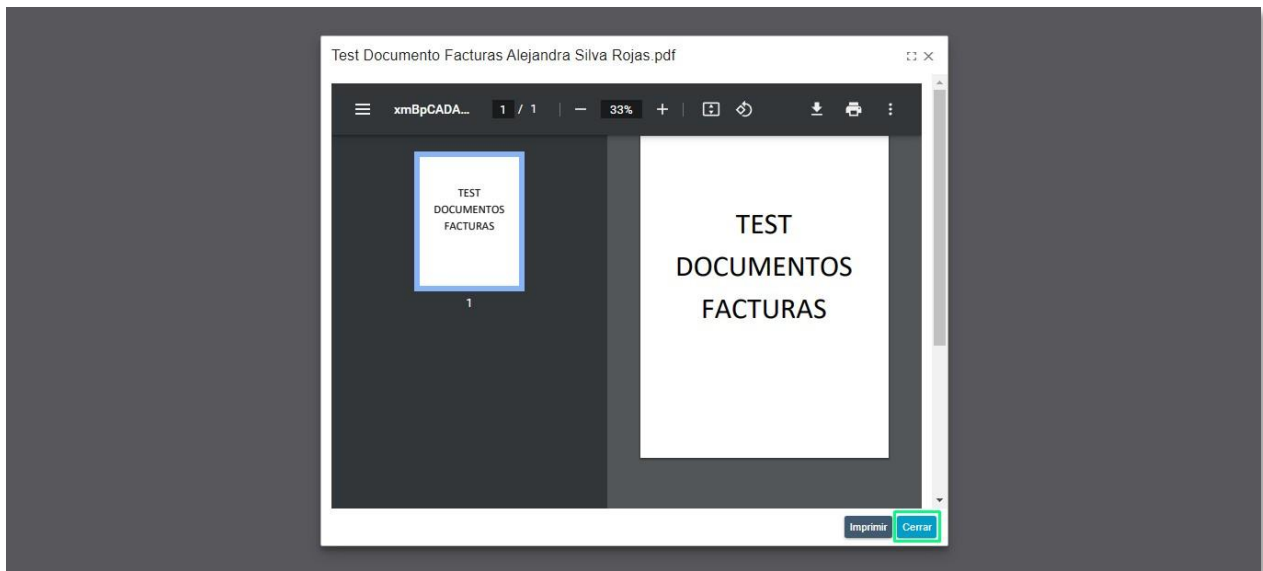 Test Documento Facturas Alejandra Silva Rojas.pdf
xmBpCADA... 1 / 1 33%
TEST
DOCUMENTOS
FACTURAS
1
TEST
DOCUMENTOS
FACTURAS
Imprimir Cerrar